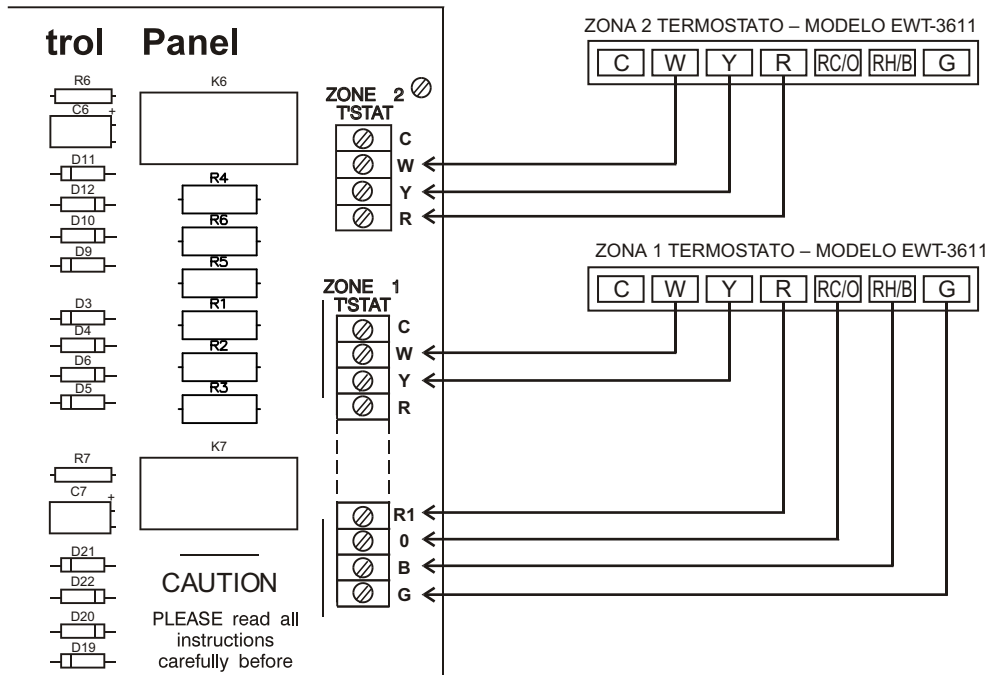 trol Panel
R6
C6
+
D11
D12
D10
D9
D3
D4
D6
D5
R7
C7
+
D21
D22
D20
D19
K6
R4
R6
R5
R1
R2
R3
K7
CAUTION
PLEASE read all
instructions
carefully before
ZONE 2
T'STAT
C
W
Y
R
ZONE 1
T'STAT
C
W
Y
R
R1
0
B
G
ZONA 2 TERMOSTATO – MODELO EWT-3611
C W Y R RC/O RH/B G
ZONA 1 TERMOSTATO – MODELO EWT-3611
C W Y R RC/O RH/B G